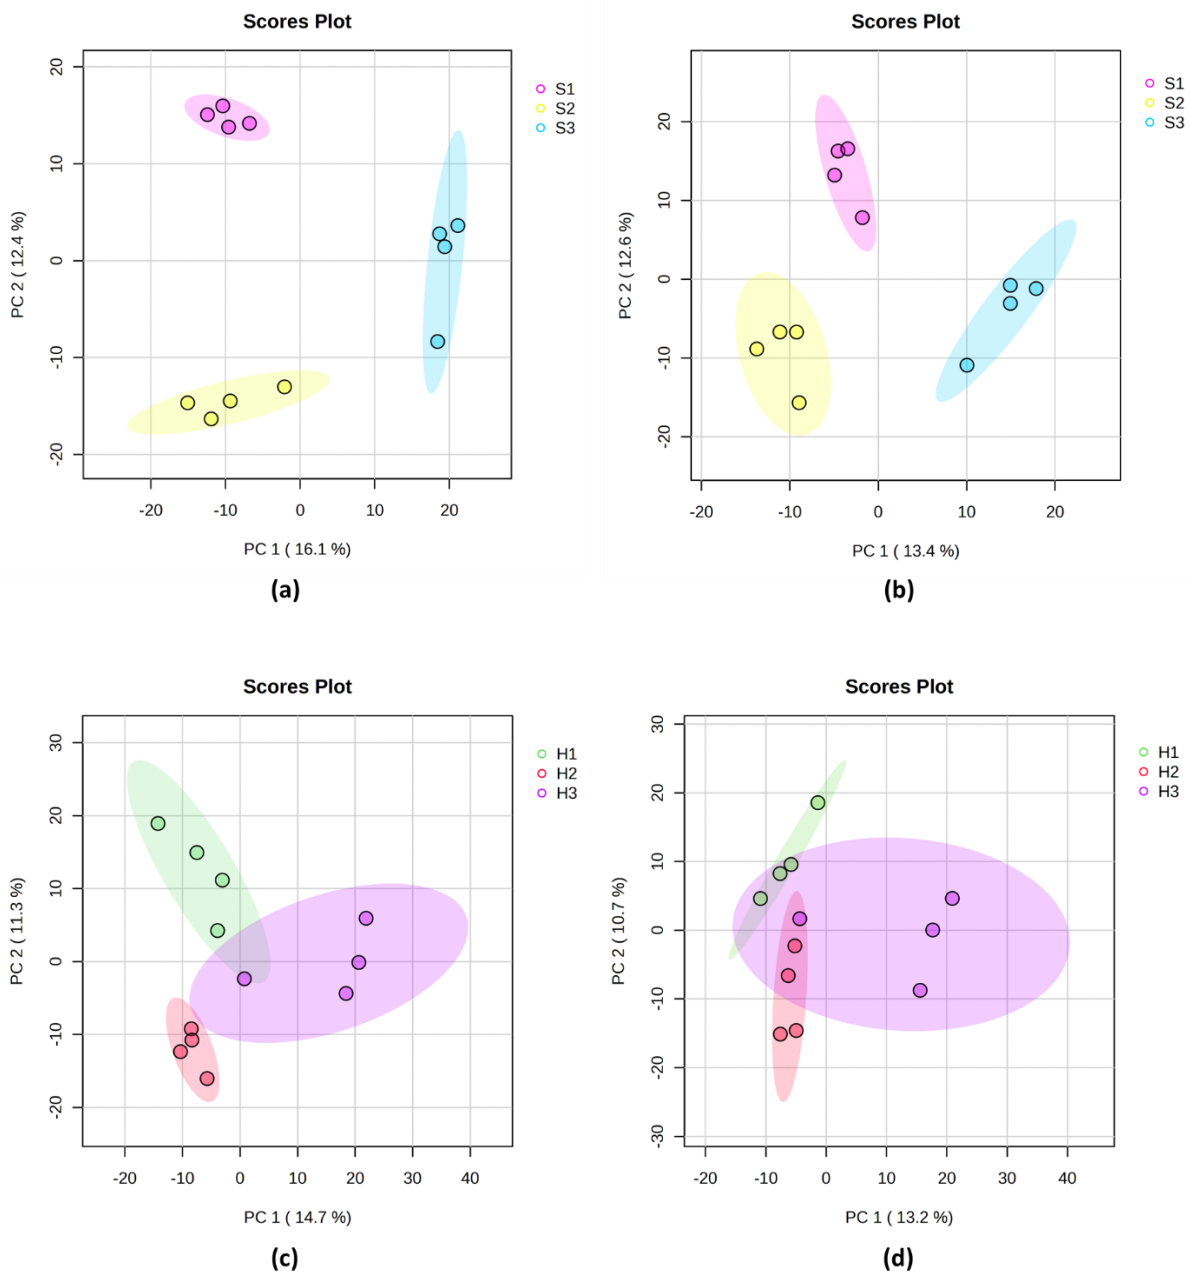 Scores Plot
20
10
0
-10
-20
PC 2 ( 12.4 %)
-20 -10 0 10 20
PC 1 ( 16.1 %)
S1
S2
S3
(a)
Scores Plot
20
10
0
-10
-20
PC 2 ( 12.6 %)
-20 -10 0 10 20
PC 1 ( 13.4 %)
S1
S2
S3
(b)
Scores Plot
30
20
10
0
-10
-20
PC 2 ( 11.3 %)
-20 -10 0 10 20 30 40
PC 1 ( 14.7 %)
H1
H2
H3
(c)
Scores Plot
30
20
10
0
-10
-20
-30
PC 2 ( 10.7 %)
-20 -10 0 10 20 30 40
PC 1 ( 13.2 %)
H1
H2
H3
(d)